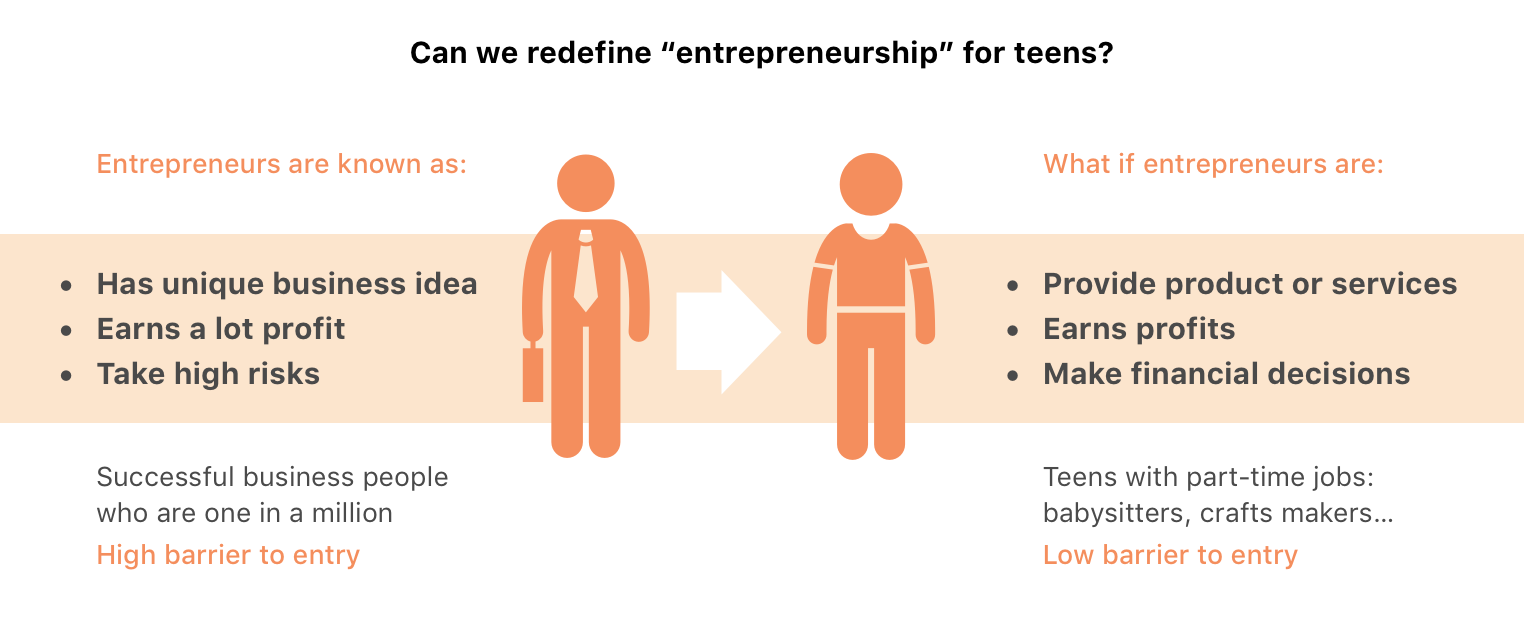 Can we redefine “entrepreneurship” for teens?
Entrepreneurs are known as:
• Has unique business idea
• Earns a lot profit
• Take high risks
Successful business people
who are one in a million
High barrier to entry
What if entrepreneurs are:
• Provide product or services
• Earns profits
• Make financial decisions
Teens with part-time jobs:
babysitters, crafts makers...
Low barrier to entry